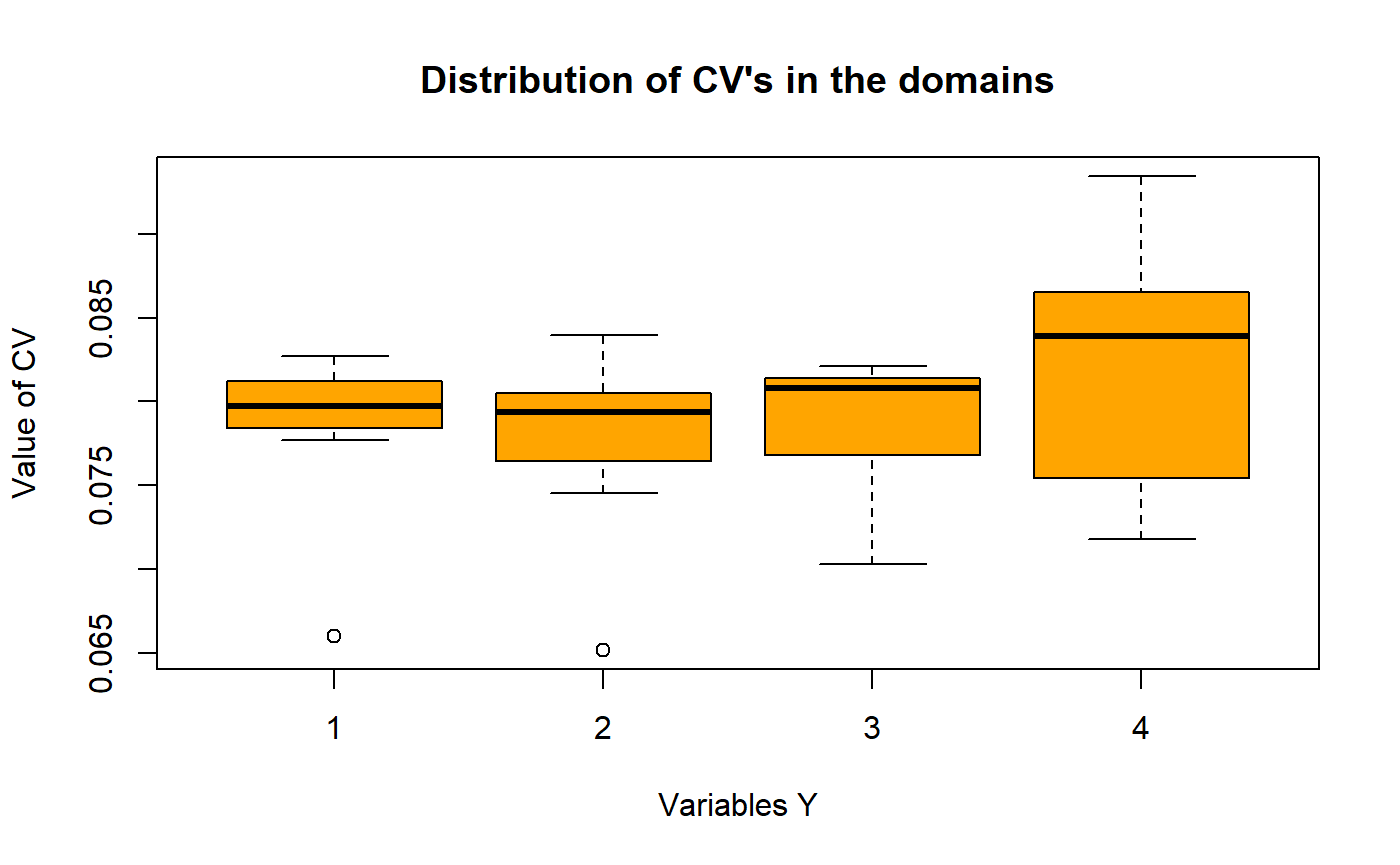 Distribution of CV's in the domains
Value of CV
0.085
0.075
0.065
1 2 3 4
Variables Y